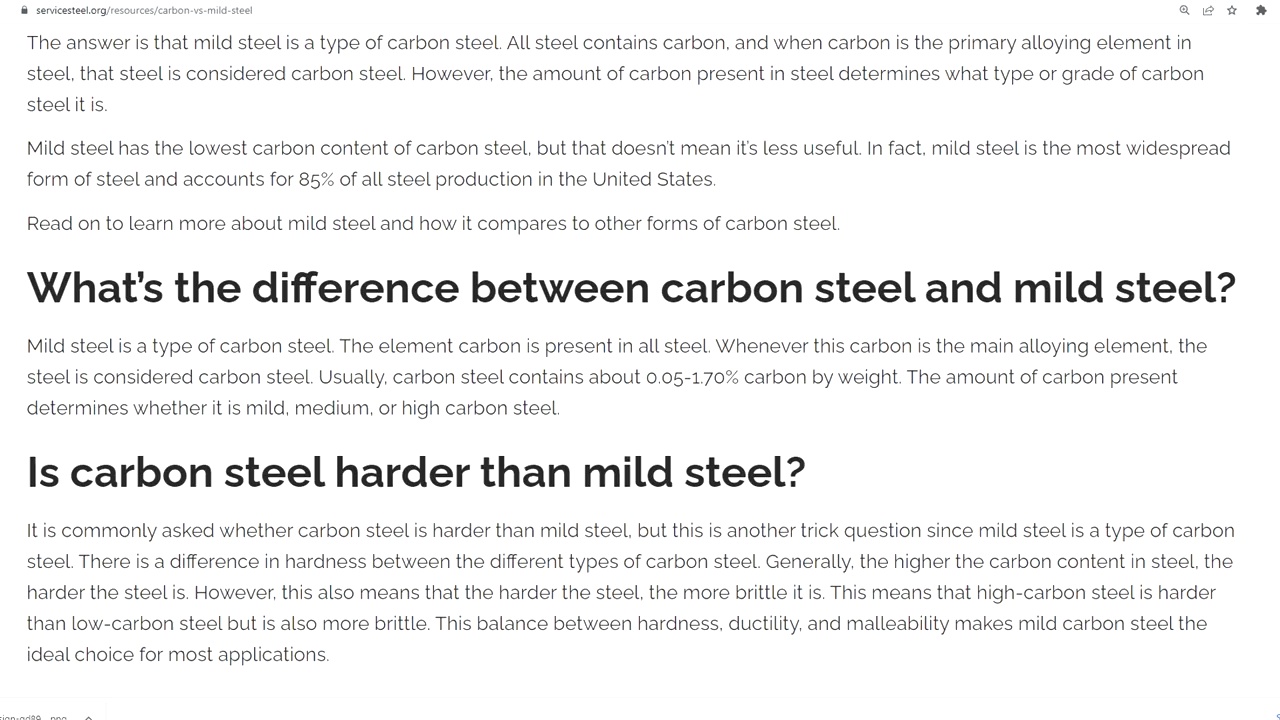 servicesteel.org/resources/carbon-vs-mild-steel
The answer is that mild steel is a type of carbon steel. All steel contains carbon, and when carbon is the primary alloying element in
steel, that steel is considered carbon steel. However, the amount of carbon present in steel determines what type or grade of carbon
steel it is.
Mild steel has the lowest carbon content of carbon steel, but that doesn't mean it's less useful. In fact, mild steel is the most widespread
form of steel and accounts for 85% of all steel production in the United States.
Read on to learn more about mild steel and how it compares to other forms of carbon steel.
What's the difference between carbon steel and mild steel?
Mild steel is a type of carbon steel. The element carbon is present in all steel. Whenever this carbon is the main alloying element, the
steel is considered carbon steel. Usually, carbon steel contains about 0.05-1.70% carbon by weight. The amount of carbon present
determines whether it is mild, medium, or high carbon steel.
Is carbon steel harder than mild steel?
It is commonly asked whether carbon steel is harder than mild steel, but this is another trick question since mild steel is a type of carbon
steel. There is a difference in hardness between the different types of carbon steel. Generally, the higher the carbon content in steel, the
harder the steel is. However, this also means that the harder the steel, the more brittle it is. This means that high-carbon steel is harder
than low-carbon steel but is also more brittle. This balance between hardness, ductility, and malleability makes mild carbon steel the
ideal choice for most applications.